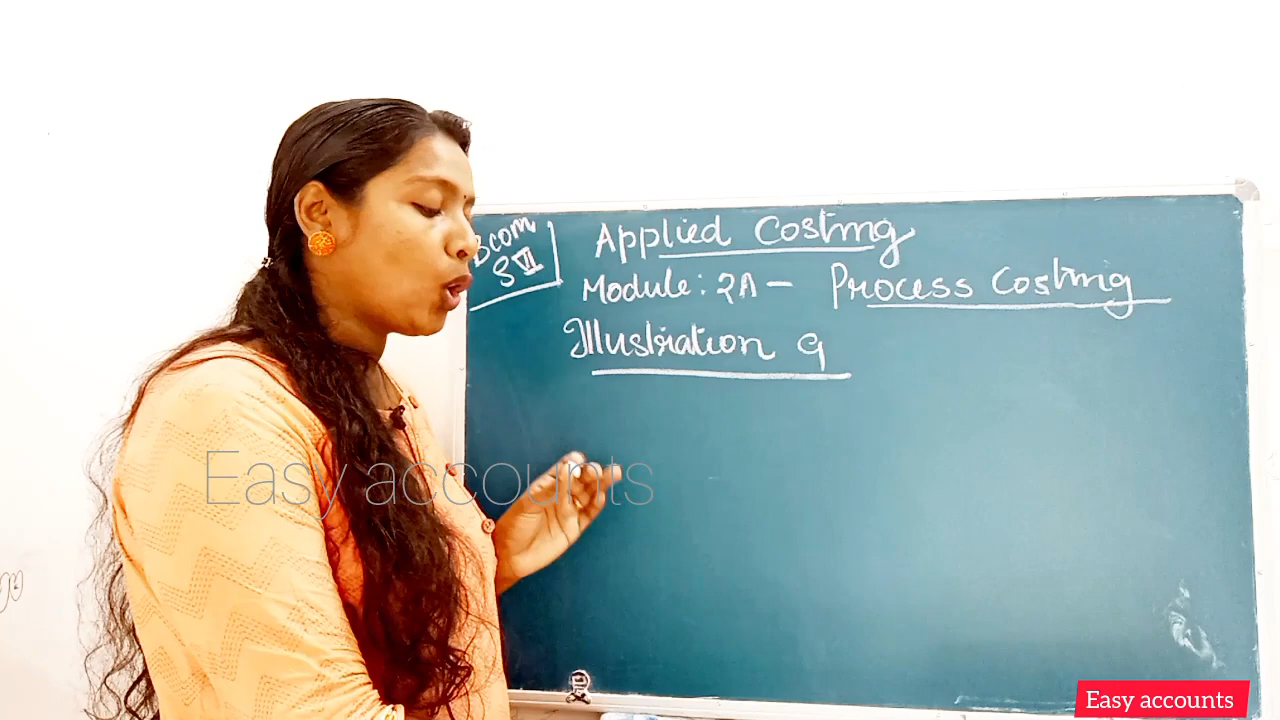 Bcom
S VI
Applied Costing
Module: 2A - Process Costing
Illustration 9
Easy accounts
Easy accounts